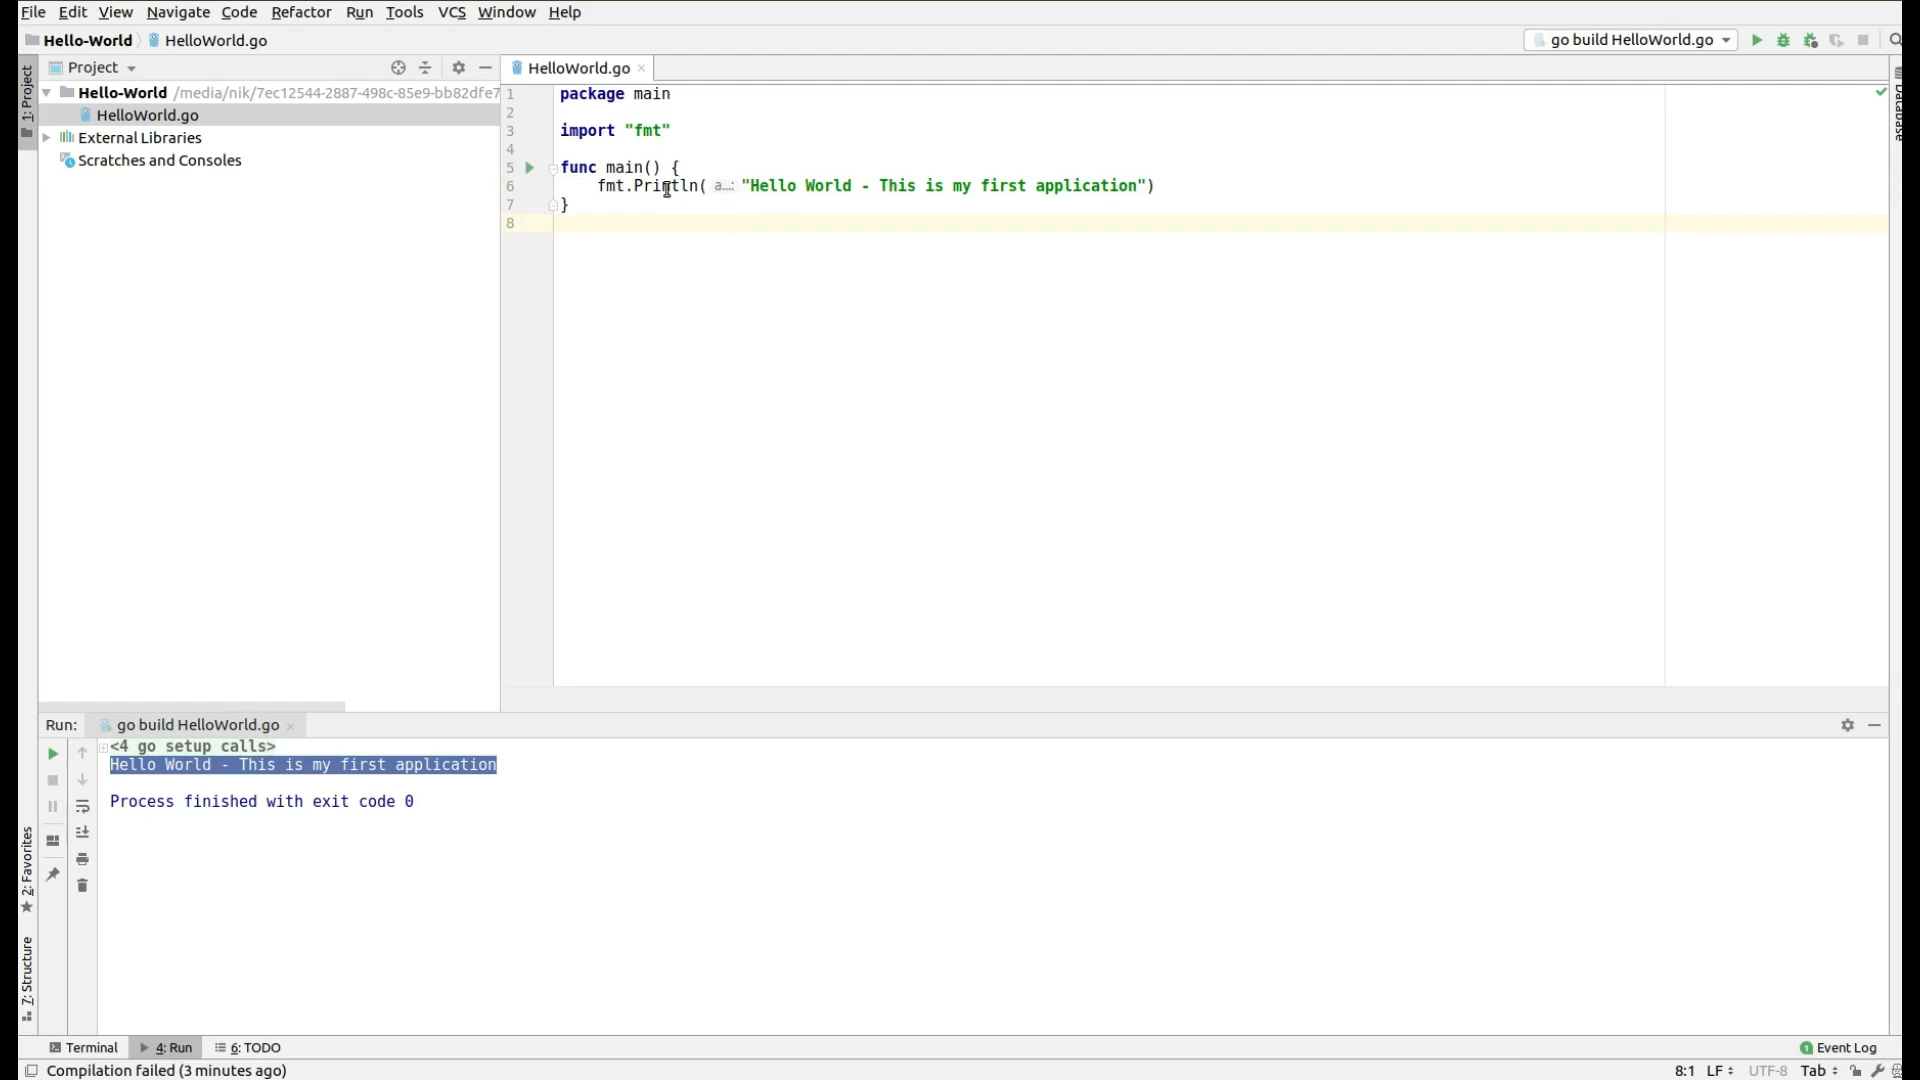 File Edit View Navigate Code Refactor Run Tools VCS Window Help
Hello-World HelloWorld.go go build HelloWorld.go
1: Project
Project
HelloWorld.go
Hello-World /media/nik/7ec12544-2887-498c-85e9-bb82dfe7
HelloWorld.go
External Libraries
Scratches and Consoles
1 package main
2
3 import "fmt"
4
5 func main() {
6 fmt.Println( a...: "Hello World - This is my first application")
7 }
8
Database
2: Favorites
7: Structure
Run: go build HelloWorld.go
<4 go setup calls>
Hello World - This is my first application
Process finished with exit code 0
Terminal 4: Run 6: TODO 1 Event Log
Compilation failed (3 minutes ago) 8:1 LF UTF-8 Tab